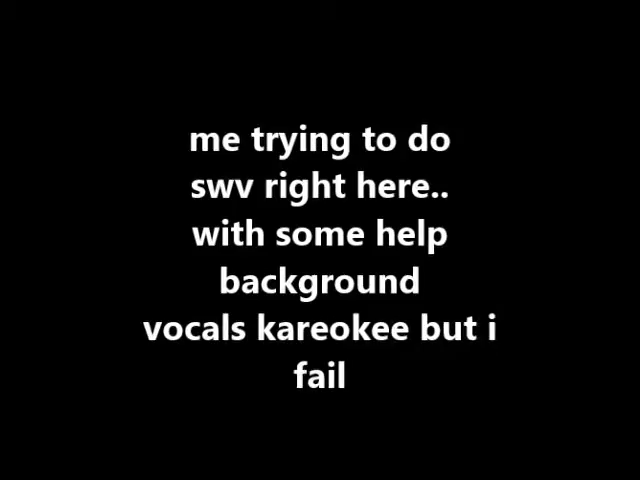 me trying to do
swv right here..
with some help
background
vocals kareokee but i
fail